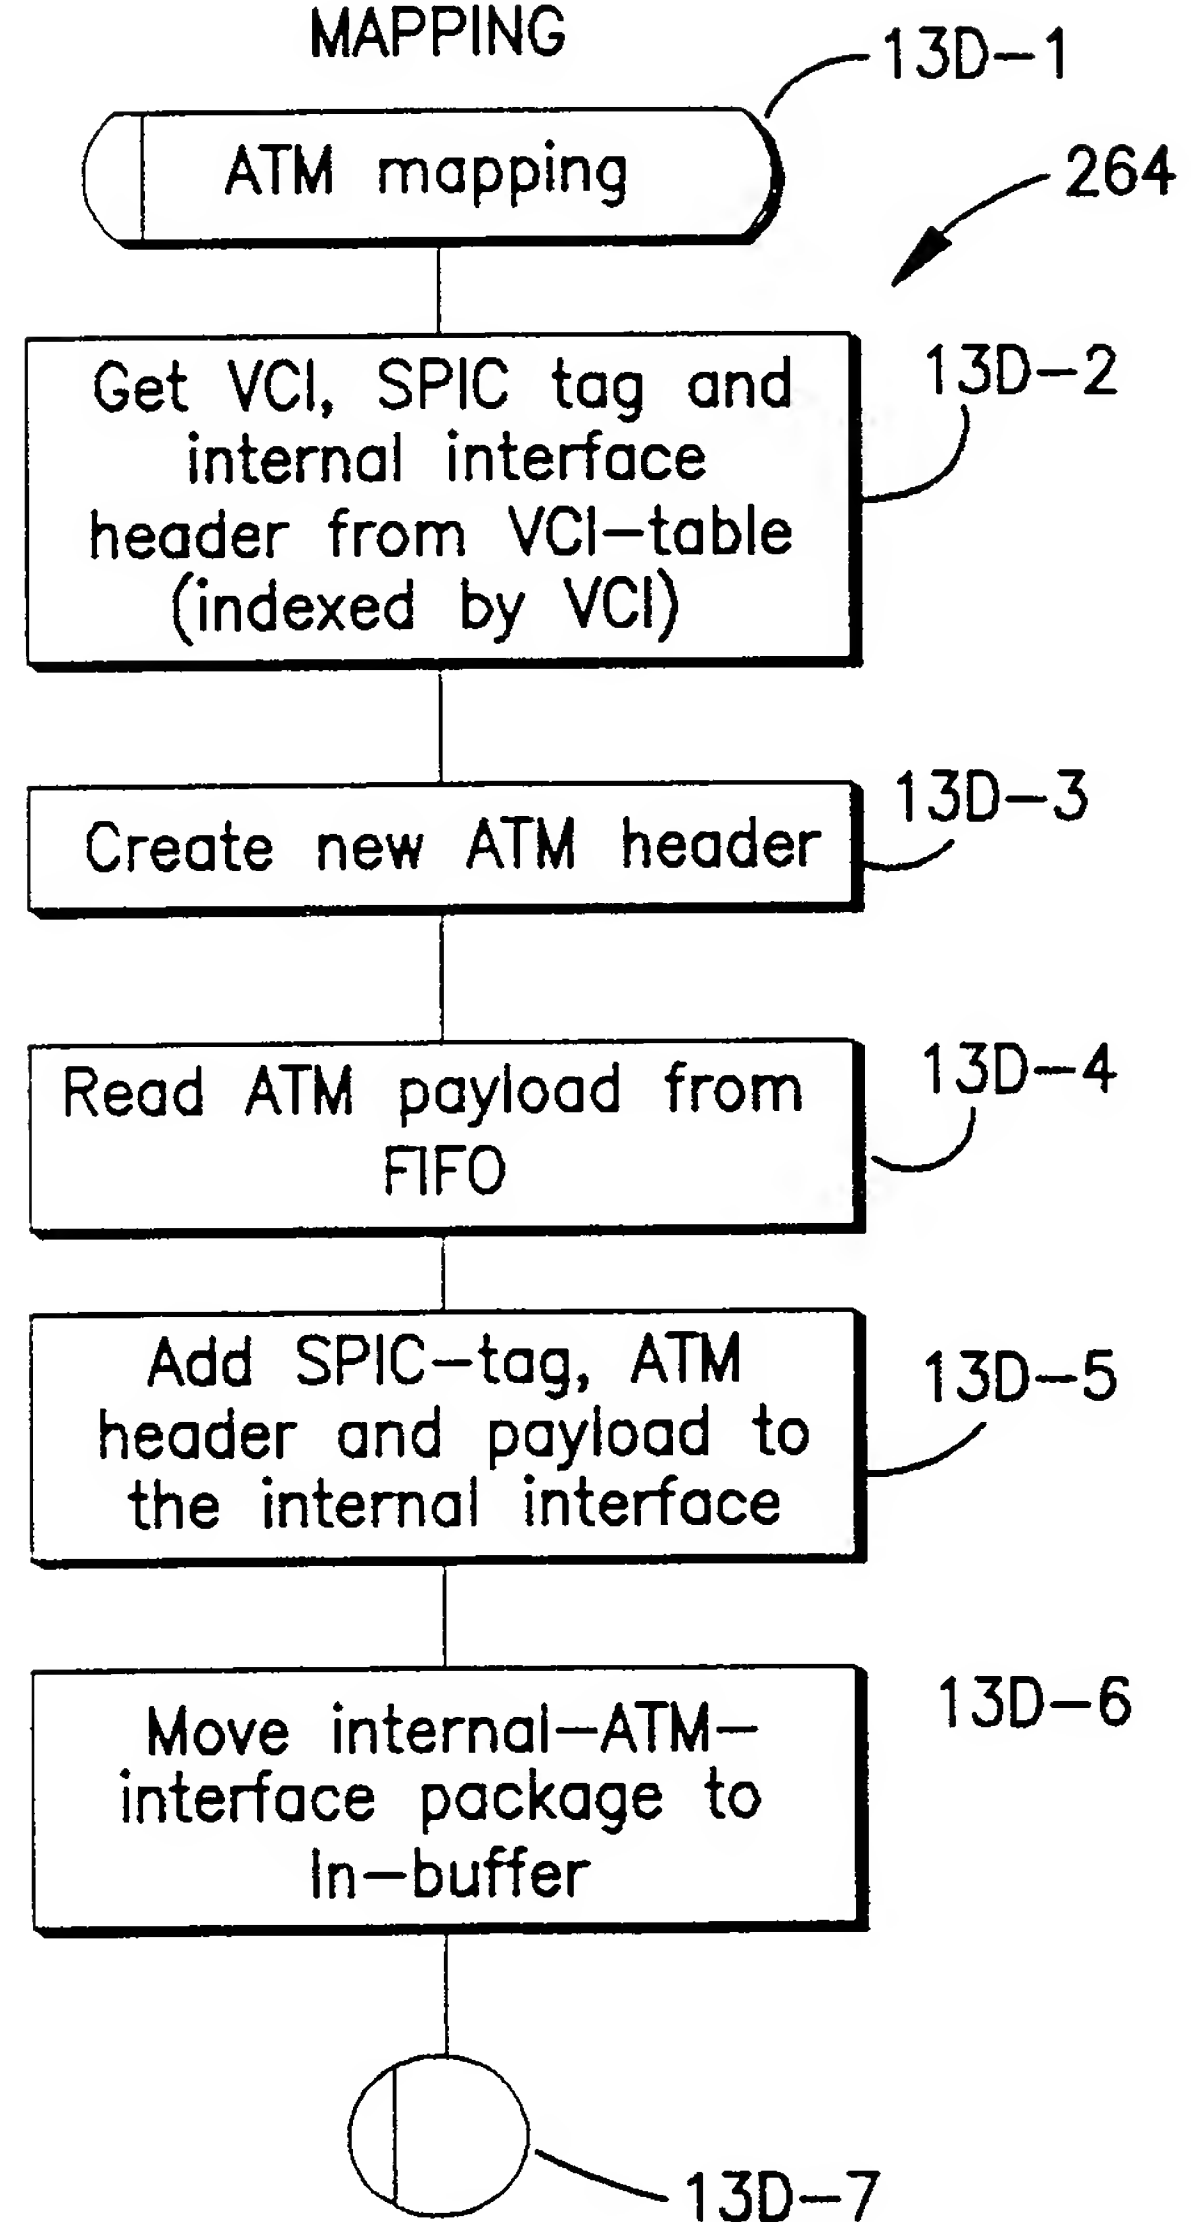 MAPPING
13D-1
ATM mapping
264
13D-2
Get VCI, SPIC tag and
internal interface
header from VCI-table
(indexed by VCI)
13D-3
Create new ATM header
13D-4
Read ATM payload from
FIFO
13D-5
Add SPIC-tag, ATM
header and payload to
the internal interface
13D-6
Move internal-ATM-
interface package to
In-buffer
13D-7